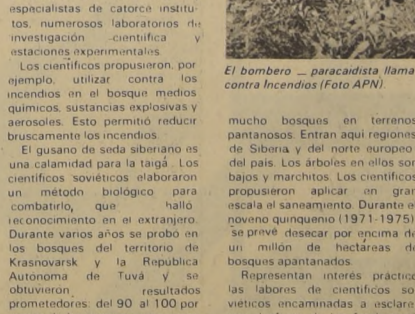 especialistas de catorce institu-
tos, numerosos laboratorios de
investigación científica y
estaciones experimentales.
Los científicos propusieron, por
ejemplo, utilizar contra los
incendios en el bosque medios
químicos, sustancias explosivas y
aerosoles. Esto permitió reducir
bruscamente los incendios.
El gusano de seda siberiano es
una calamidad para la taigá. Los
científicos soviéticos elaboraron
un método biológico para
combatirlo, que halló
reconocimiento en el extranjero.
Durante varios años se probó en
los bosques del territorio de
Krasnovarsk y la República
Autónoma de Tuvá y se
obtuvieron resultados
prometedores: del 90 al 100 por
El bombero — paracaidista llama
contra Incendios (Foto APN).
mucho bosques en terrenos
pantanosos. Entran aquí regiones
de Siberia y del norte europeo
del país. Los árboles en ellos son
bajos y marchitos. Los científicos
propusieron aplicar en gran
escala el saneamiento. Durante el
noveno quinquenio (1971-1975)
se prevé desecar por encima de
un millón de hectáreas de
bosques apantanados.
Representan interés práctico
las labores de científicos so-
viéticos encaminadas a esclare-